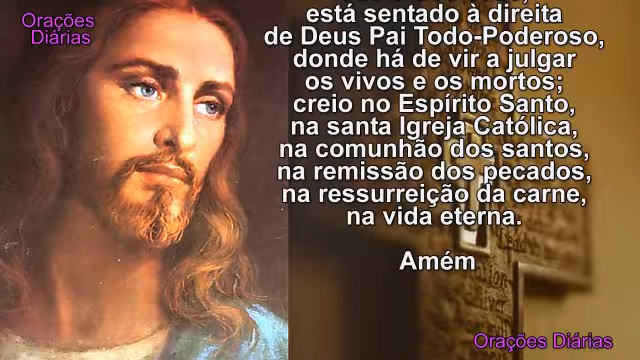 Orações
Diárias
está sentado à direita
de Deus Pai Todo-Poderoso,
donde há de vir a julgar
os vivos e os mortos;
creio no Espírito Santo,
na santa Igreja Católica,
na comunhão dos santos,
na remissão dos pecados,
na ressurreição da carne,
na vida eterna.
Amém
Orações Diárias